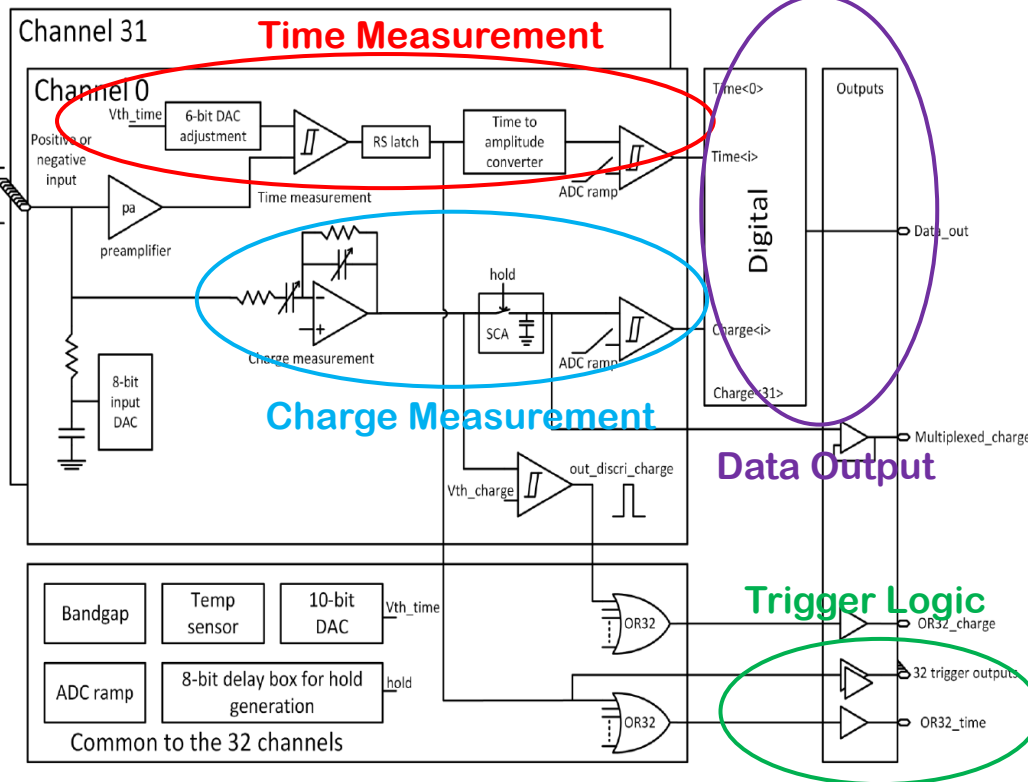 Channel 31
Time Measurement
Channel 0
Vth_time
6-bit DAC
adjustment
RS latch
Time to
amplitude
converter
ADC ramp
Time<0>
Time<i>
Outputs
Positive or
negative
input
pa
preamplifier
Time measurement
Digital
Data_out
hold
SCA
+
Charge measurement
ADC ramp
Charge<i>
8-bit
input
DAC
Charge Measurement
Charge<31>
Multiplexed_charge
Data Output
Vth_charge
out_discri_charge
Bandgap
Temp
sensor
10-bit
DAC
Vth_time
ADC ramp
8-bit delay box for hold
generation
hold
Common to the 32 channels
OR32
OR32
Trigger Logic
OR32_charge
32 trigger outputs
OR32_time